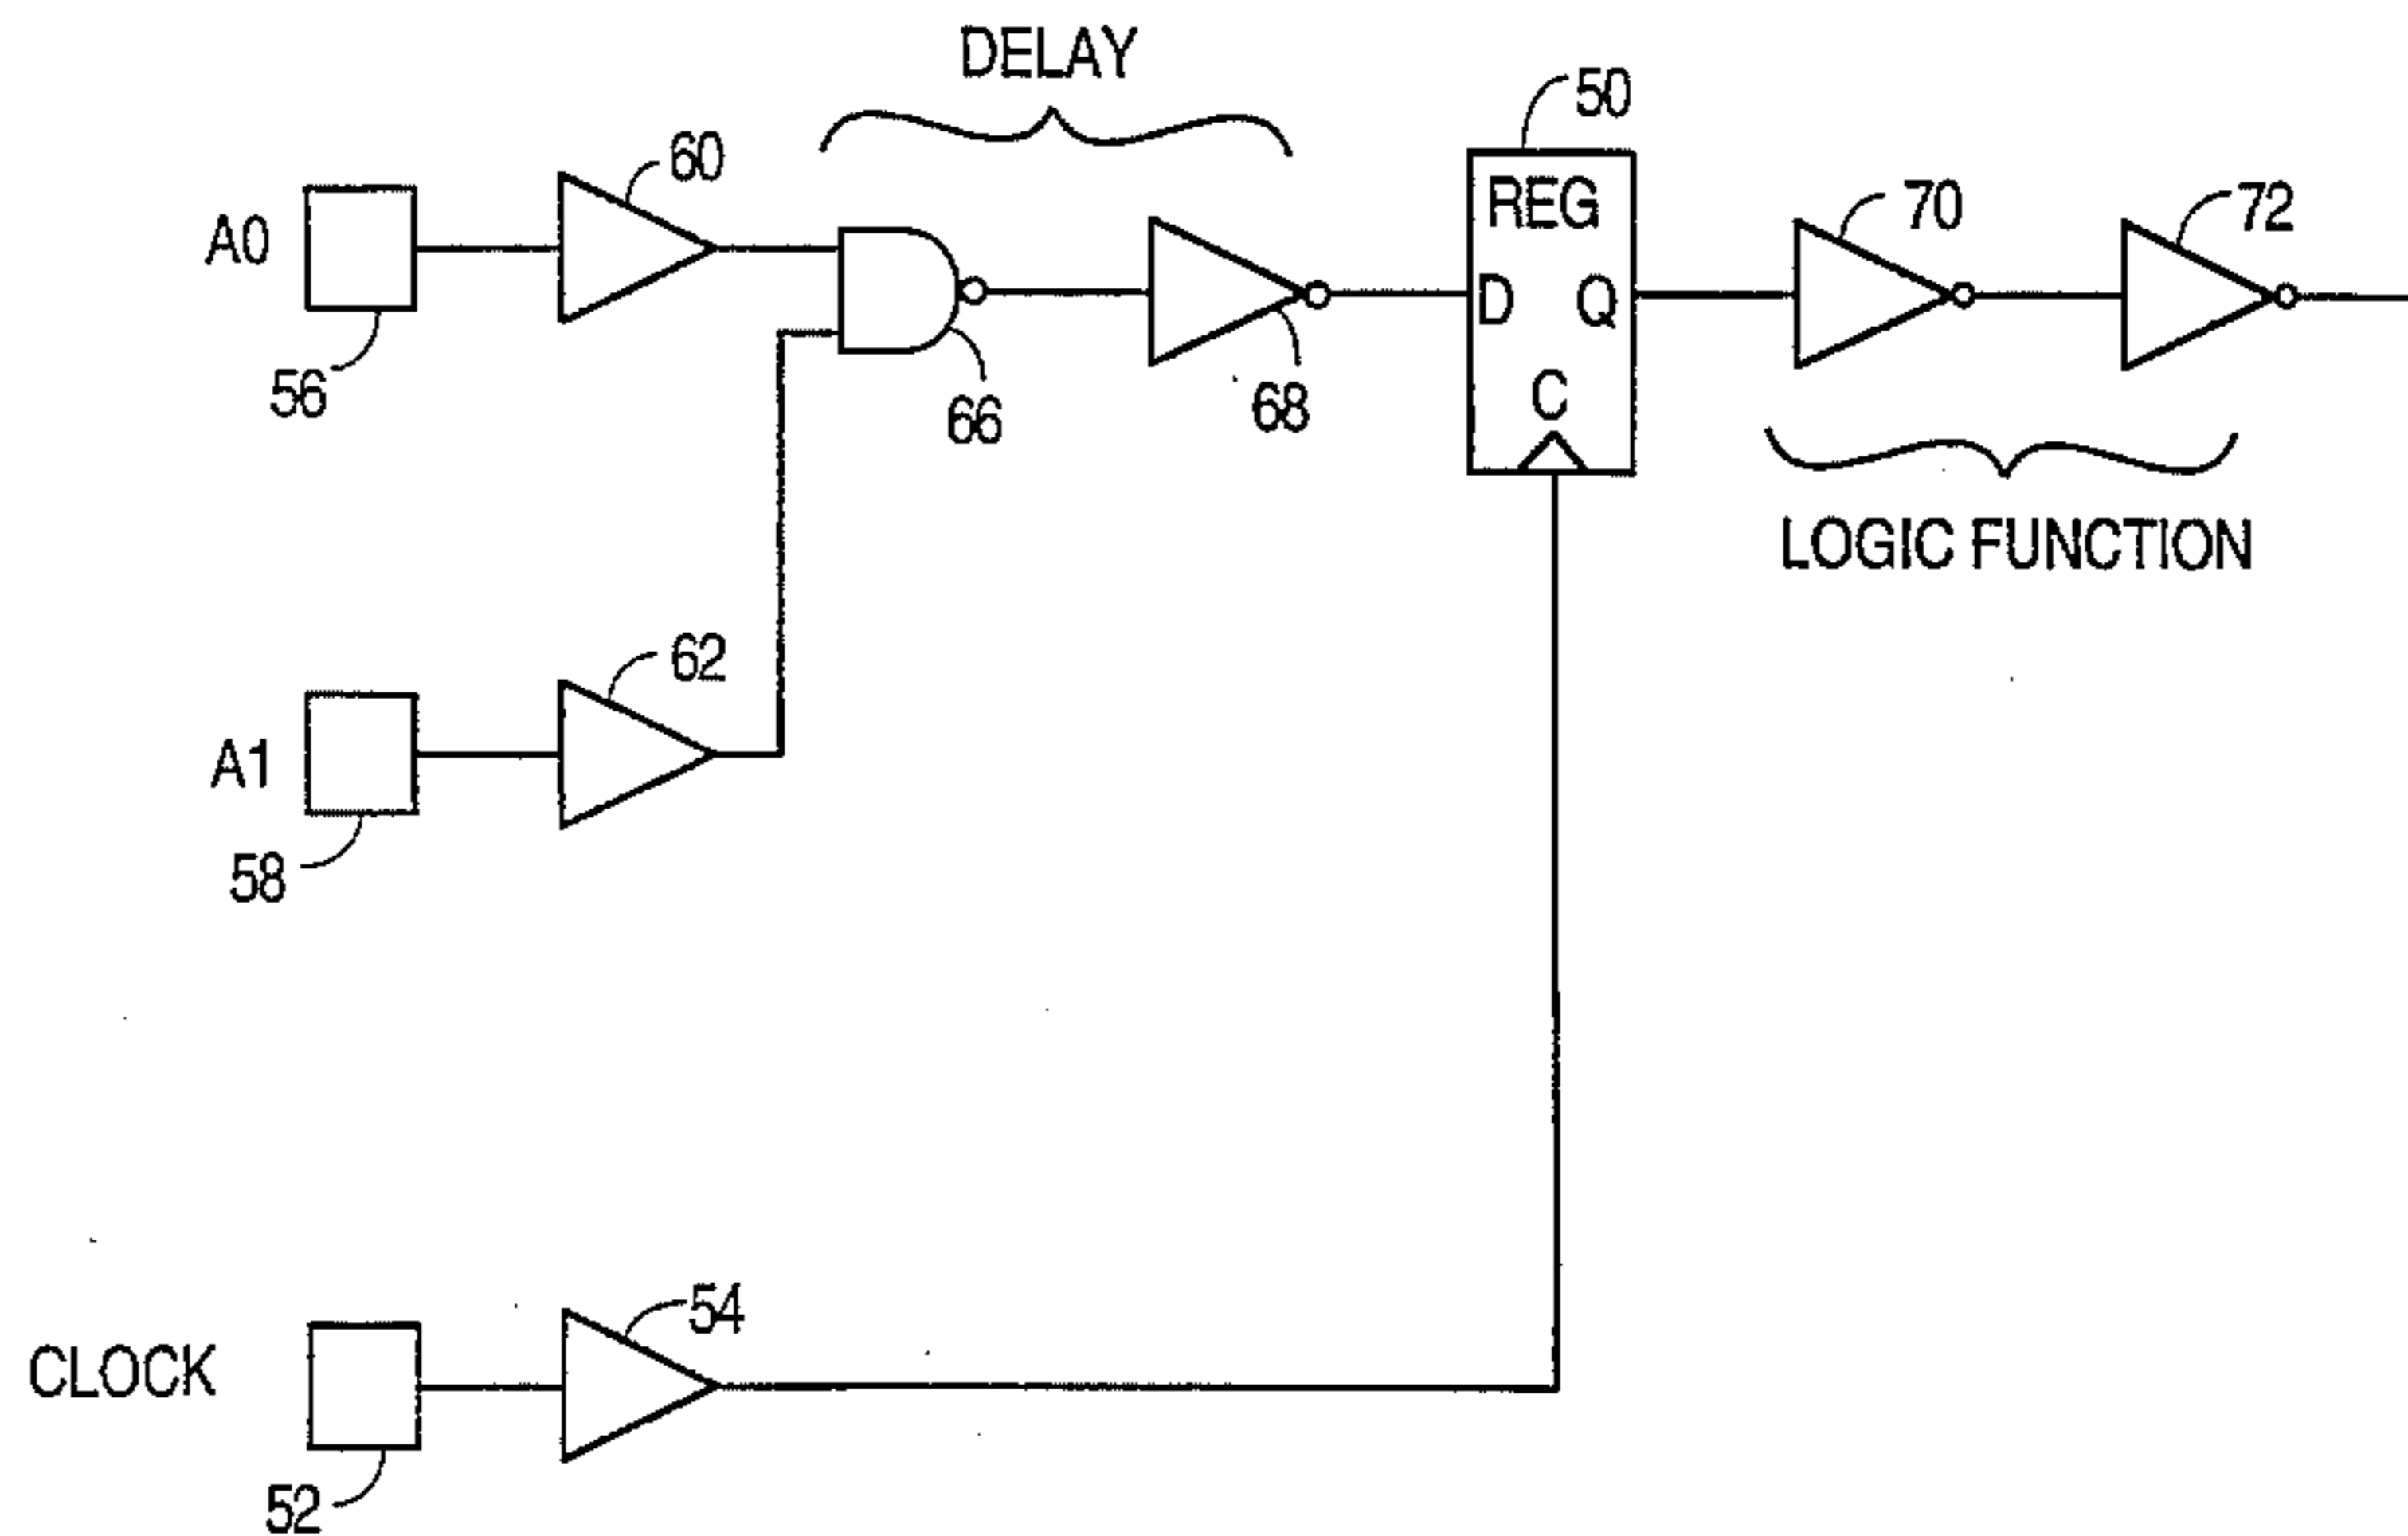 DELAY
50
60
REG
70
72
A0
D
Q
56
C
66
68
LOGIC FUNCTION
62
A1
58
54
CLOCK
52